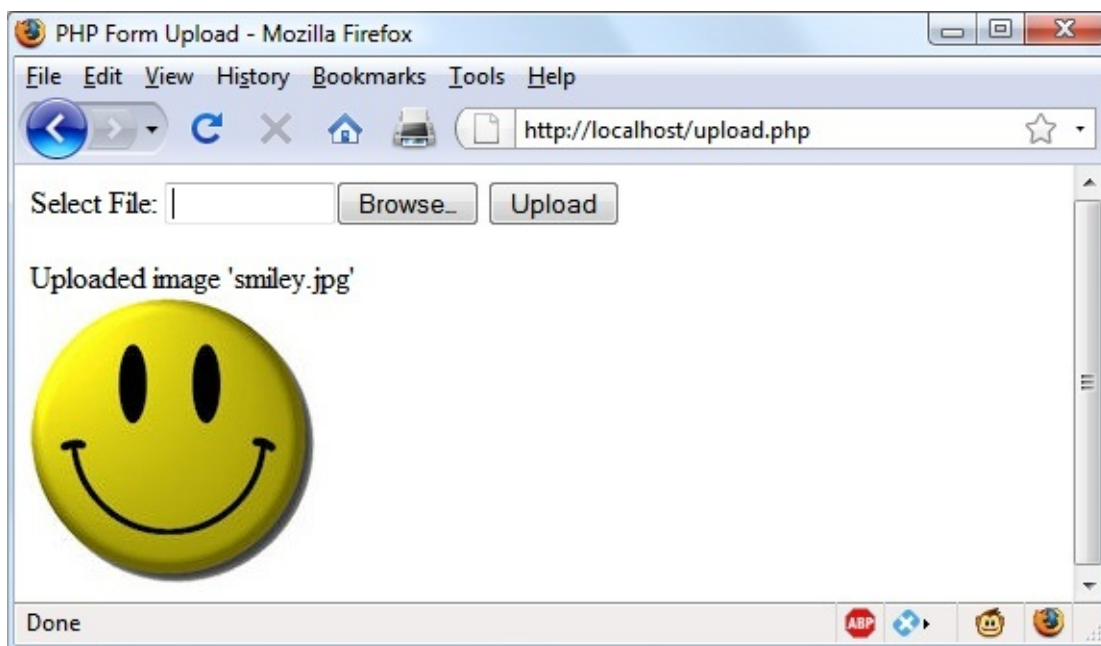 PHP Form Upload - Mozilla Firefox
File Edit View History Bookmarks Tools Help
http://localhost/upload.php
Select File: Browse... Upload
Uploaded image 'smiley.jpg'
Done
ABP